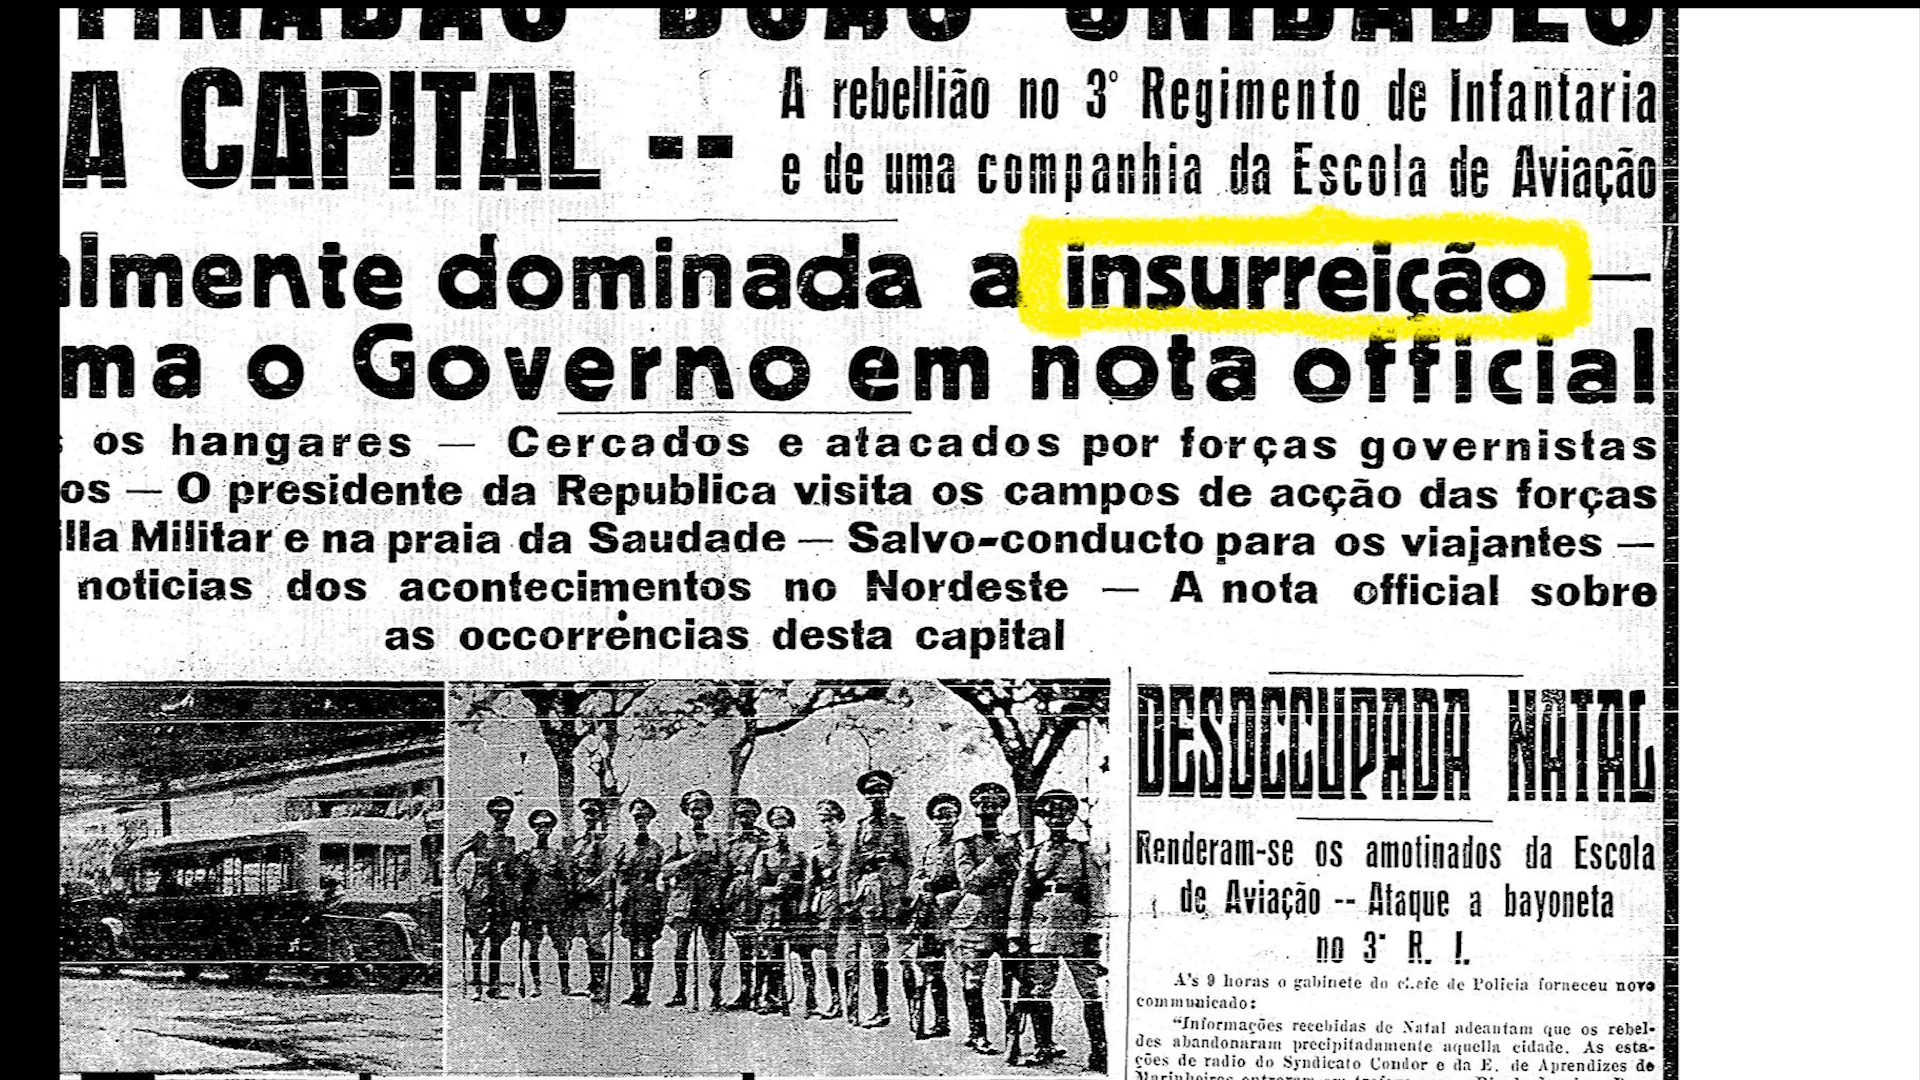 TINADAO DUAS UNIDADES
A CAPITAL --
A rebellião no 3° Regimento de Infantaria
e de uma companhia da Escola de Aviação
almente dominada a insurreição —
ma o Governo em nota official
os hangares — Cercados e atacados por forças governistas
os — O presidente da Republica visita os campos de acção das forças
illa Militar e na praia da Saudade — Salvo-conducto para os viajantes —
noticias dos acontecimentos no Nordeste — A nota official sobre
as occorrências desta capital
DESOCCUPADA NATAL
Renderam-se os amotinados da Escola
de Aviação -- Ataque a bayoneta
no 3° R. I.
A's 9 horas o gabinete do chefe de Policia forneceu novo
communicado:
"Informações recebidas de Natal adeantam que os rebel-
des abandonaram precipitadamente aquella cidade. As esta-
ções de radio do Syndicato Condor e da E. de Aprendizes de